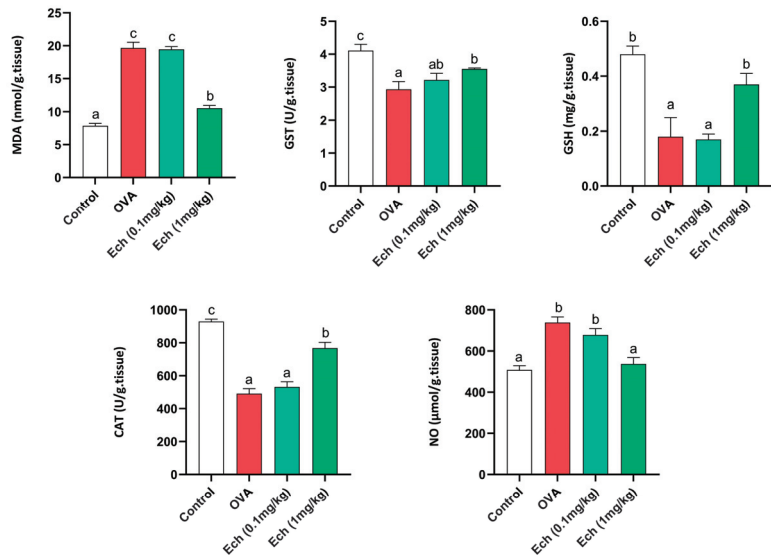 MDA (nmol/g.tissue)
25
20
15
10
5
0
a
c
c
b
Control
OVA
Ech (0.1mg/kg)
Ech (1mg/kg)
GST (U/g.tissue)
5
4
3
2
1
0
c
a
ab
b
Control
OVA
Ech (0.1mg/kg)
Ech (1mg/kg)
GSH (mg/g.tissue)
0.6
0.4
0.2
0.0
b
a
a
b
Control
OVA
Ech (0.1mg/kg)
Ech (1mg/kg)
CAT (U/g.tissue)
1000
800
600
400
200
0
c
a
a
b
Control
OVA
Ech (0.1mg/kg)
Ech (1mg/kg)
NO (µmol/g.tissue)
800
600
400
200
0
a
b
b
a
Control
OVA
Ech (0.1mg/kg)
Ech (1mg/kg)